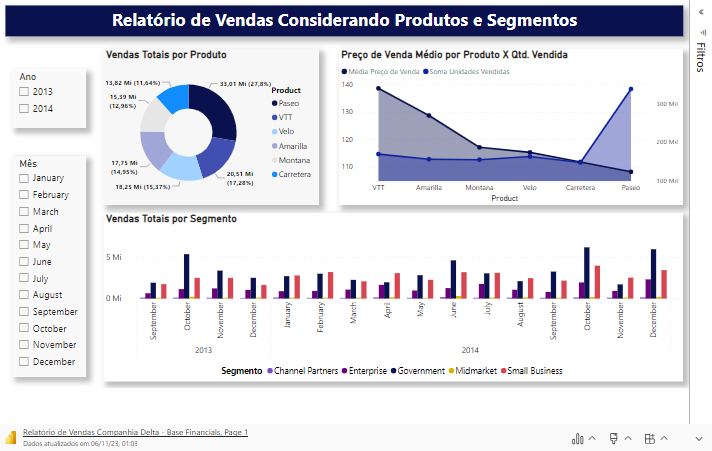 Relatório de Vendas Considerando Produtos e Segmentos
Filtros
Ano
2013
2014
Mês
January
February
March
April
May
June
July
August
September
October
November
December
Vendas Totais por Produto
13,82 Mi (11,64%)
33,01 Mi (27,8%)
15,39 Mi
(12,96%)
17,75 Mi
(14,95%)
18,25 Mi (15,37%)
20,51 Mi
(17,28%)
Product
Paseo
VTT
Velo
Amarilla
Montana
Carretera
Preço de Venda Médio por Produto X Qtd. Vendida
Média Preço de Venda
Soma Unidades Vendidas
140
130
120
110
300 Mil
200 Mil
100 Mil
VTT
Amarilla
Montana
Velo
Carretera
Paseo
Product
Vendas Totais por Segmento
5 Mi
0 Mi
September
October
November
December
January
February
March
April
May
June
July
August
September
October
November
December
2013
2014
Segmento
Channel Partners
Enterprise
Government
Midmarket
Small Business
Relatório de Vendas Companhia Delta - Base Financials, Page 1
Dados atualizados em 06/11/23, 01:03